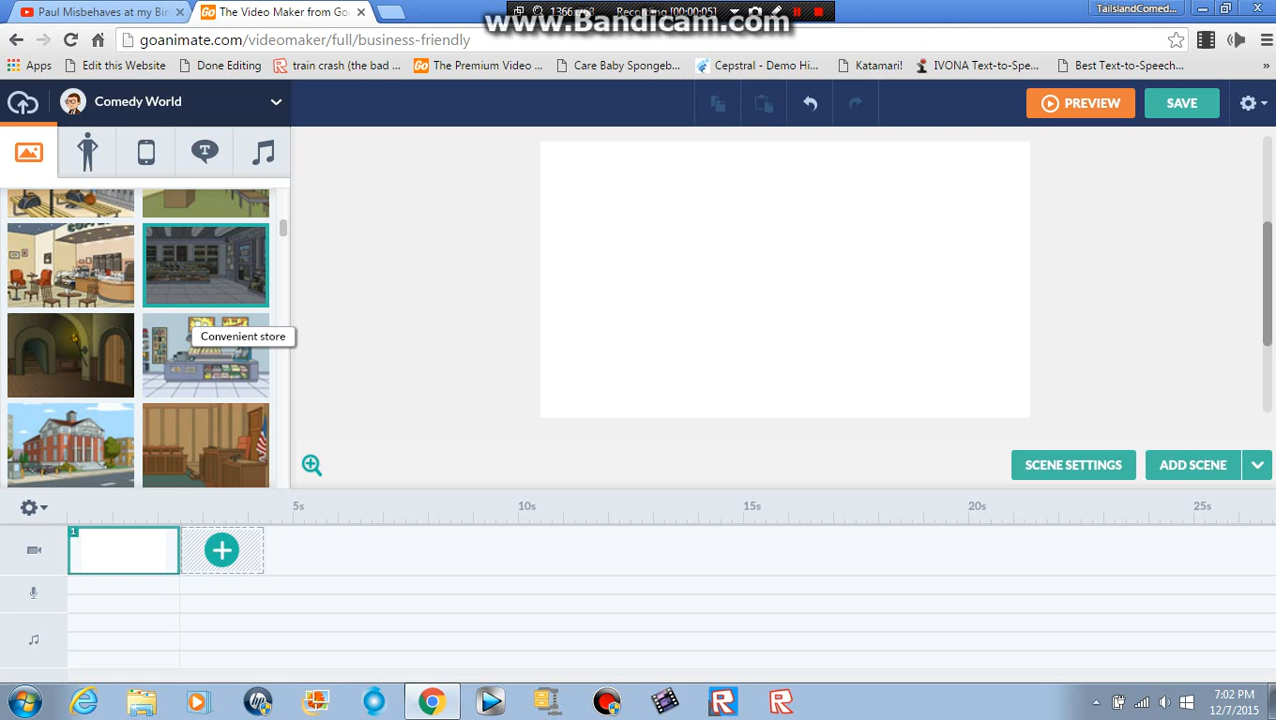 Paul Misbehaves at my Bir
The Video Maker from Go
1366
Recording [00:00:05]
www.Bandicam.com
TailslandComed...
goanimate.com/videomaker/full/business-friendly
Apps
Edit this Website
Done Editing
train crash (the bad ...
The Premium Video ...
Care Baby Spongeb...
Cepstral - Demo Hi...
Katamari!
IVONA Text-to-Spe...
Best Text-to-Speech...
»
Go
Comedy World
PREVIEW
SAVE
T
Convenient store
SCENE SETTINGS
ADD SCENE
5s
10s
15s
20s
25s
1
7:02 PM
12/7/2015